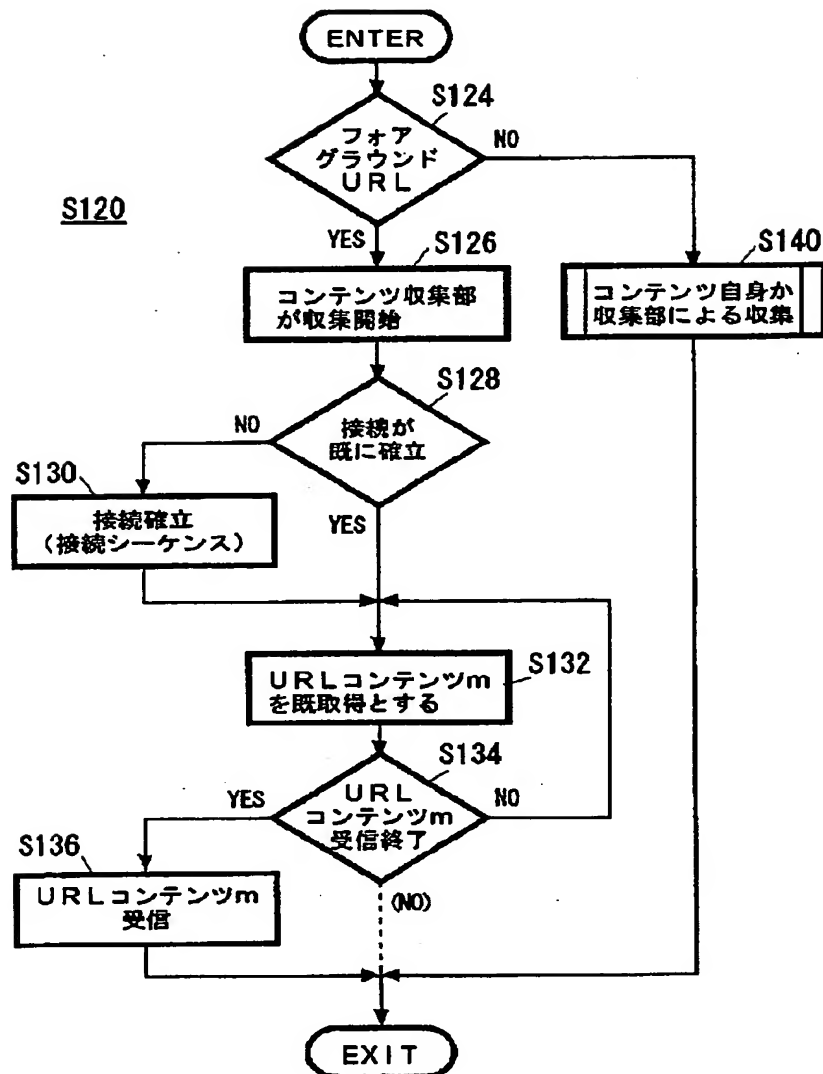 ENTER
S124
フォア
グラウンド
URL
NO
YES
S120
S126
コンテンツ収集部
が収集開始
S140
コンテンツ自身か
収集部による収集
S128
接続が
既に確立
NO
YES
S130
接続確立
(接続シーケンス)
S132
URLコンテンツm
を既取得とする
S134
URL
コンテンツm
受信終了
YES
NO
(NO)
S136
URLコンテンツm
受信
EXIT